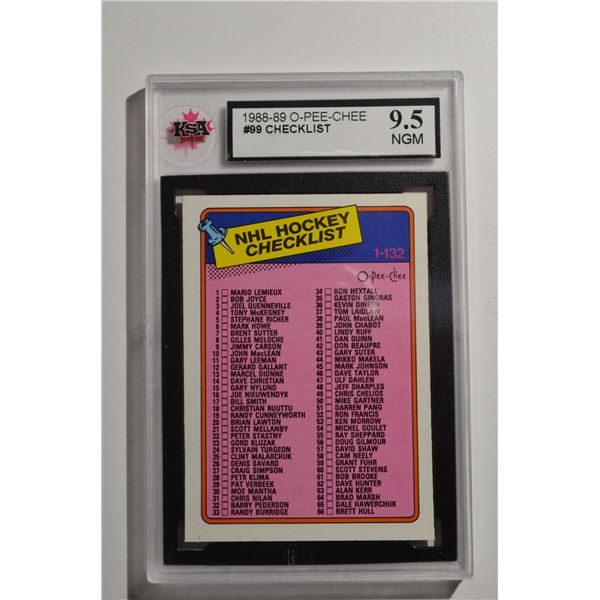 KSA
1988-89 O-PEE-CHEE
#99 CHECKLIST
9.5
NGM
NHL HOCKEY
CHECKLIST
1-132
O-Pee-Chee
1 MARIO LEMIEUX
2 BOB JOYCE
3 JOEL QUENNEVILLE
4 TONY McKEGNEY
5 STEPHANE RICHER
6 MARK HOWE
7 BRENT SUTTER
8 GILLES MELOCHE
9 JIMMY CARSON
10 JOHN MacLEAN
11 GARY LEEMAN
12 GERARD GALLANT
13 MARCEL DIONNE
14 DAVE CHRISTIAN
15 GARY NYLUND
16 JOE NIEUWENDYK
17 BILL SMITH
18 CHRISTIAN RUUTTU
19 RANDY CUNNEYWORTH
20 BRIAN LAWTON
21 SCOTT MELLANBY
22 PETER STASTNY
23 GORD KLUZAK
24 SYLVAIN TURGEON
25 CLINT MALARCHUK
26 DENIS SAVARD
27 CRAIG SIMPSON
28 PETR KLIMA
29 PAT VERBEEK
30 MOE MANTHA
31 CHRIS NILAN
32 BARRY PEDERSON
33 RANDY BURRIDGE
34 RON HEXTALL
35 GASTON GINGRAS
36 KEVIN DINEEN
37 TOM LAIDLAW
38 PAUL MacLEAN
39 JOHN CHABOT
40 LINDY RUFF
41 DAN QUINN
42 DON BEAUPRE
43 GARY SUTER
44 MIKKO MAKELA
45 MARK JOHNSON
46 DAVE TAYLOR
47 ULF DAHLEN
48 JEFF SHARPLES
49 CHRIS CHELIOS
50 MIKE GARTNER
51 DARREN PANG
52 RON FRANCIS
53 KEN MORROW
54 MICHEL GOULET
55 RAY SHEPPARD
56 DOUG GILMOUR
57 DAVID SHAW
58 CAM NEELY
59 GRANT FUHR
60 SCOTT STEVENS
61 BOB BROOKE
62 DAVE HUNTER
63 ALAN KERR
64 BRAD MARSH
65 DALE HAWERCHUK
66 BRETT HULL